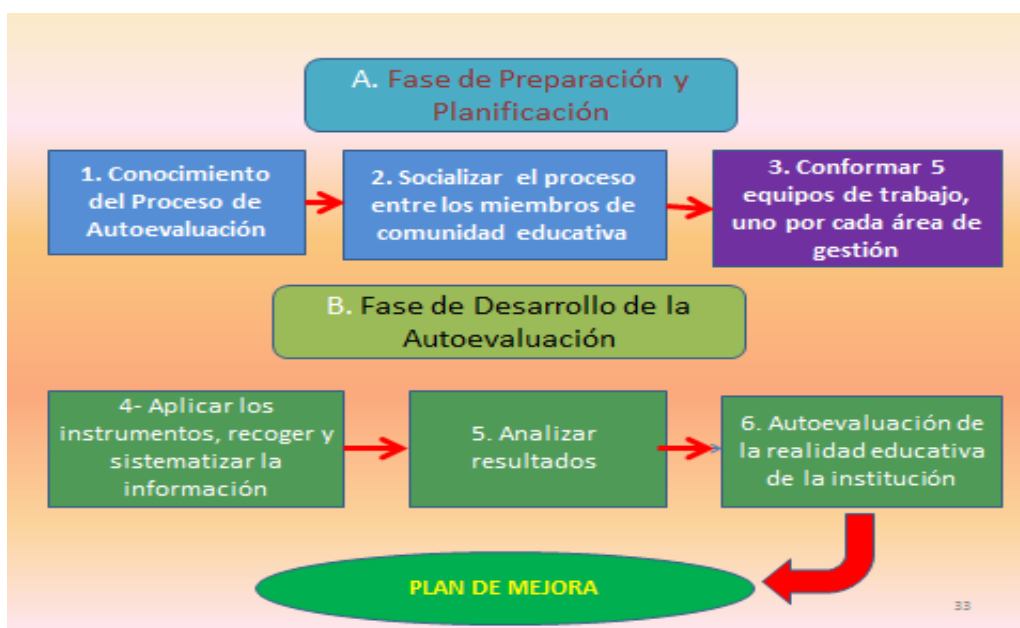 A. Fase de Preparación y
Planificación
1. Conocimiento
del Proceso de
Autoevaluación
2. Socializar el proceso
entre los miembros de
comunidad educativa
3. Conformar 5
equipos de trabajo,
uno por cada área de
gestión
B. Fase de Desarrollo de la
Autoevaluación
4- Aplicar los
instrumentos, recoger y
sistematizar la
información
5. Analizar
resultados
6. Autoevaluación de
la realidad educativa
de la institución
PLAN DE MEJORA
33